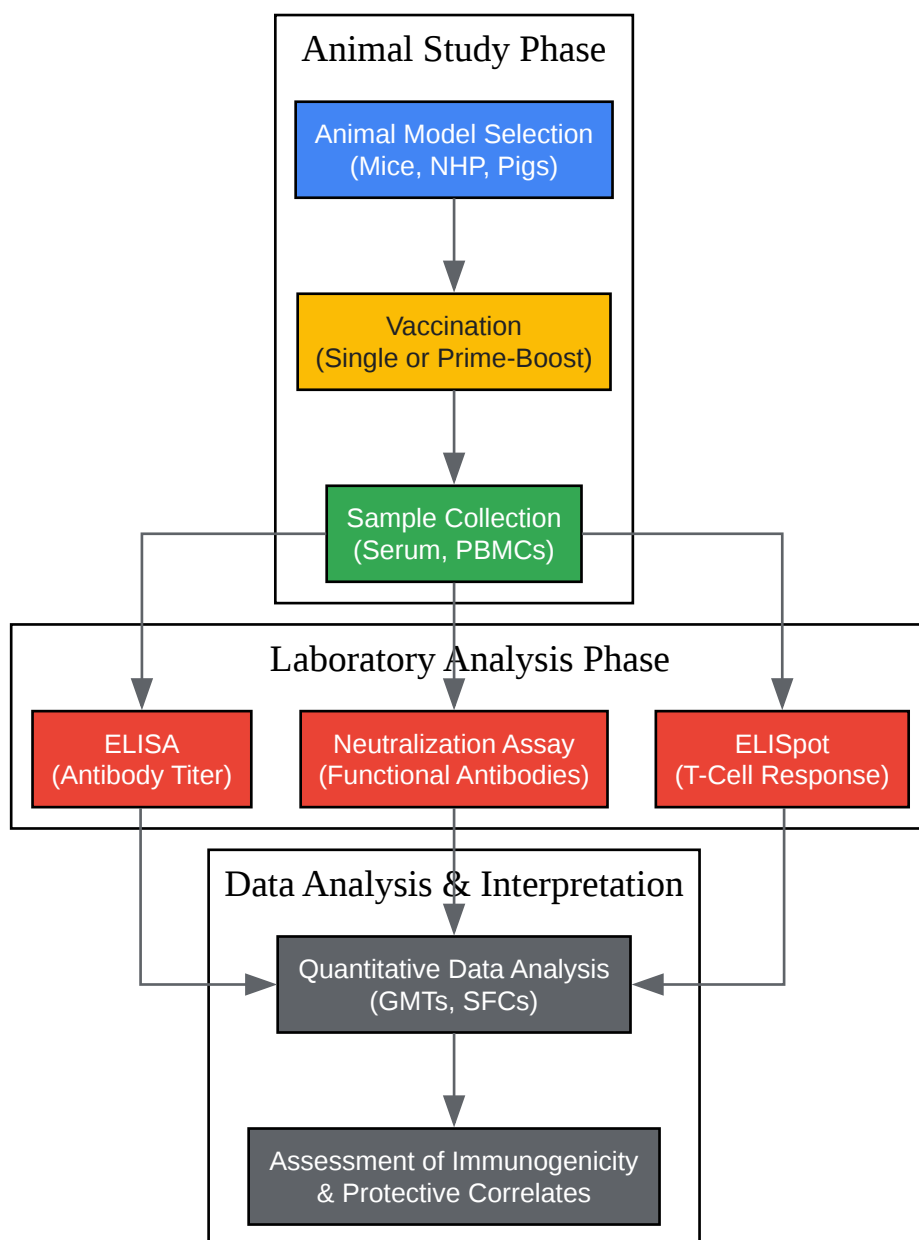 Animal Study Phase
Animal Model Selection
(Mice, NHP, Pigs)
Vaccination
(Single or Prime-Boost)
Sample Collection
(Serum, PBMCs)
Laboratory Analysis Phase
ELISA
(Antibody Titer)
Neutralization Assay
(Functional Antibodies)
ELISpot
(T-Cell Response)
Data Analysis & Interpretation
Quantitative Data Analysis
(GMTs, SFCs)
Assessment of Immunogenicity
& Protective Correlates